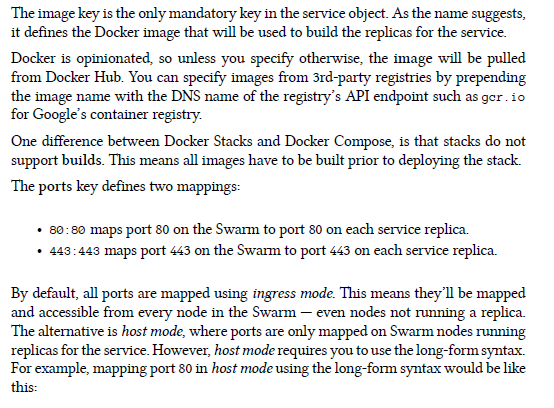 The image key is the only mandatory key in the service object. As the name suggests,
it defines the Docker image that will be used to build the replicas for the service.
Docker is opinionated, so unless you specify otherwise, the image will be pulled
from Docker Hub. You can specify images from 3rd-party registries by prepending
the image name with the DNS name of the registry’s API endpoint such as gcr.io
for Google’s container registry.
One difference between Docker Stacks and Docker Compose, is that stacks do not
support builds. This means all images have to be built prior to deploying the stack.
The ports key defines two mappings:
• 80:80 maps port 80 on the Swarm to port 80 on each service replica.
• 443:443 maps port 443 on the Swarm to port 443 on each service replica.
By default, all ports are mapped using ingress mode. This means they’ll be mapped
and accessible from every node in the Swarm — even nodes not running a replica.
The alternative is host mode, where ports are only mapped on Swarm nodes running
replicas for the service. However, host mode requires you to use the long-form syntax.
For example, mapping port 80 in host mode using the long-form syntax would be like
this: